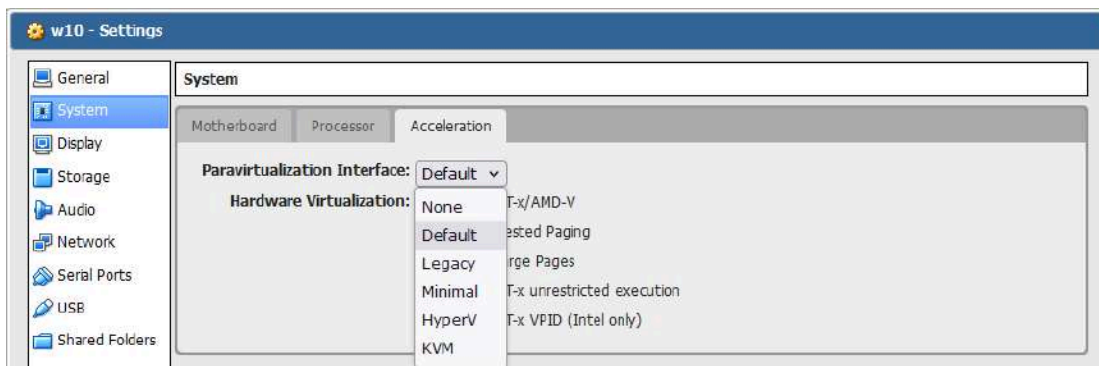 w10 - Settings
General
System
Display
Storage
Audio
Network
Serial Ports
USB
Shared Folders
System
Motherboard Processor Acceleration
Paravirtualization Interface: Default
Hardware Virtualization:
None
Default
Legacy
Minimal
HyperV
KVM
T-x/AMD-V
ested Paging
rge Pages
T-x unrestricted execution
T-x VPID (Intel only)